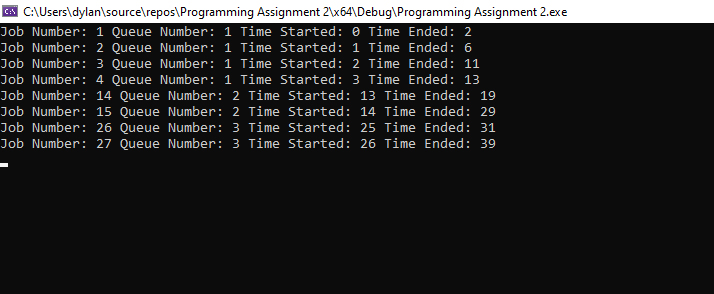 C:\Users\dylan\source\repos\Programming Assignment 2\x64\Debug\Programming Assignment 2.exe
Job Number: 1 Queue Number: 1 Time Started: 0 Time Ended: 2
Job Number: 2 Queue Number: 1 Time Started: 1 Time Ended: 6
Job Number: 3 Queue Number: 1 Time Started: 2 Time Ended: 11
Job Number: 4 Queue Number: 1 Time Started: 3 Time Ended: 13
Job Number: 14 Queue Number: 2 Time Started: 13 Time Ended: 19
Job Number: 15 Queue Number: 2 Time Started: 14 Time Ended: 29
Job Number: 26 Queue Number: 3 Time Started: 25 Time Ended: 31
Job Number: 27 Queue Number: 3 Time Started: 26 Time Ended: 39